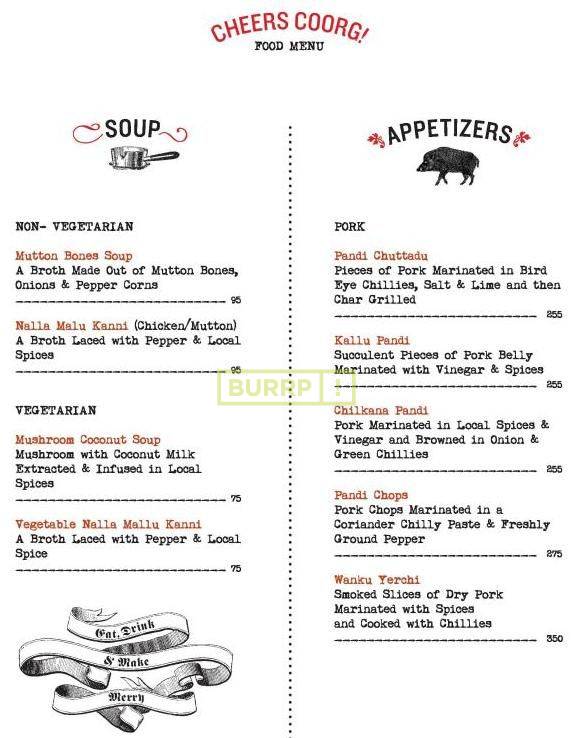 CHEERS COORG!
FOOD MENU
SOUP
NON- VEGETARIAN
Mutton Bones Soup
A Broth Made Out of Mutton Bones,
Onions & Pepper Corns
95
Nalla Malu Kanni (Chicken/Mutton)
A Broth Laced with Pepper & Local
Spices
95
VEGETARIAN
Mushroom Coconut Soup
Mushroom with Coconut Milk
Extracted & Infused in Local
Spices
75
Vegetable Nalla Mallu Kanni
A Broth Laced with Pepper & Local
Spice
75
Eat, Drink
& Make
Merry
APPETIZERS
PORK
Pandi Chuttadu
Pieces of Pork Marinated in Bird
Eye Chillies, Salt & Lime and then
Char Grilled
255
Kallu Pandi
Succulent Pieces of Pork Belly
Marinated with Vinegar & Spices
255
Chilkana Pandi
Pork Marinated in Local Spices &
Vinegar and Browned in Onion &
Green Chillies
255
Pandi Chops
Pork Chops Marinated in a
Coriander Chilly Paste & Freshly
Ground Pepper
275
Wanku Yerchi
Smoked Slices of Dry Pork
Marinated with Spices
and Cooked with Chillies
350
BURRP!